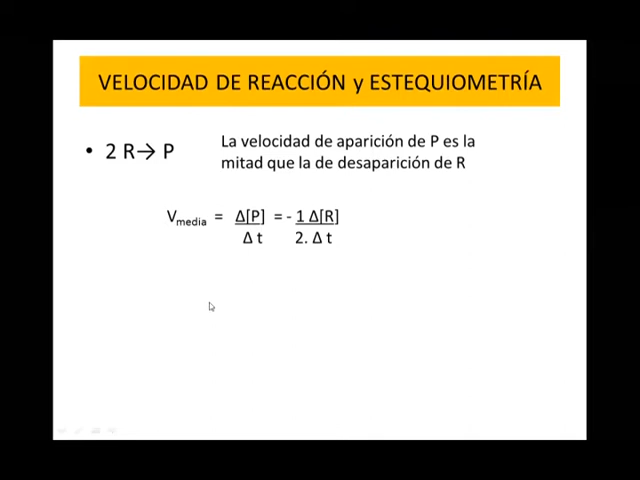 VELOCIDAD DE REACCIÓN y ESTEQUIOMETRÍA
• 2 R→ P
La velocidad de aparición de P es la
mitad que la de desaparición de R
Vmedia = Δ[P] = - 1 Δ[R]
Δ t 2. Δ t